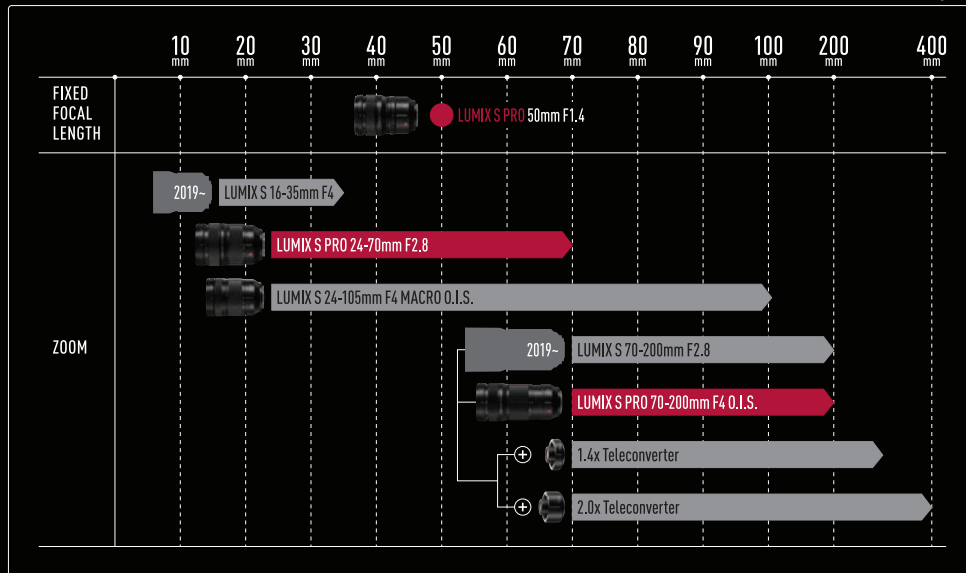 10 20 30 40 50 60 70 80 90 100 200 400
mm mm mm mm mm mm mm mm mm mm mm mm
FIXED
FOCAL
LENGTH
LUMIX S PRO 50mm F1.4
2019~ LUMIX S 16-35mm F4
LUMIX S PRO 24-70mm F2.8
LUMIX S 24-105mm F4 MACRO O.I.S.
ZOOM
2019~ LUMIX S 70-200mm F2.8
LUMIX S PRO 70-200mm F4 O.I.S.
+ 1.4x Teleconverter
+ 2.0x Teleconverter